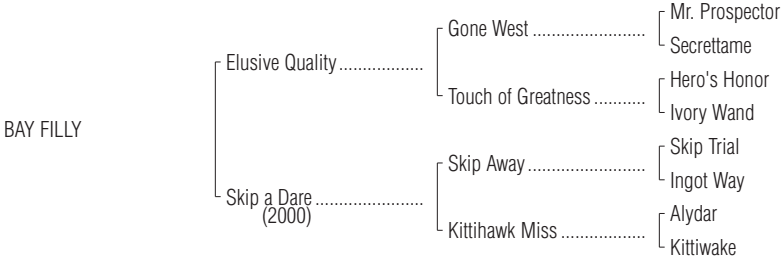 Mr. Prospector
Gone West ........................
Secrettame
Elusive Quality ..................
Hero's Honor
Touch of Greatness ...........
Ivory Wand
BAY FILLY
Skip Trial
Skip Away .........................
Ingot Way
Skip a Dare .......................
(2000)
Alydar
Kittihawk Miss ..................
Kittiwake